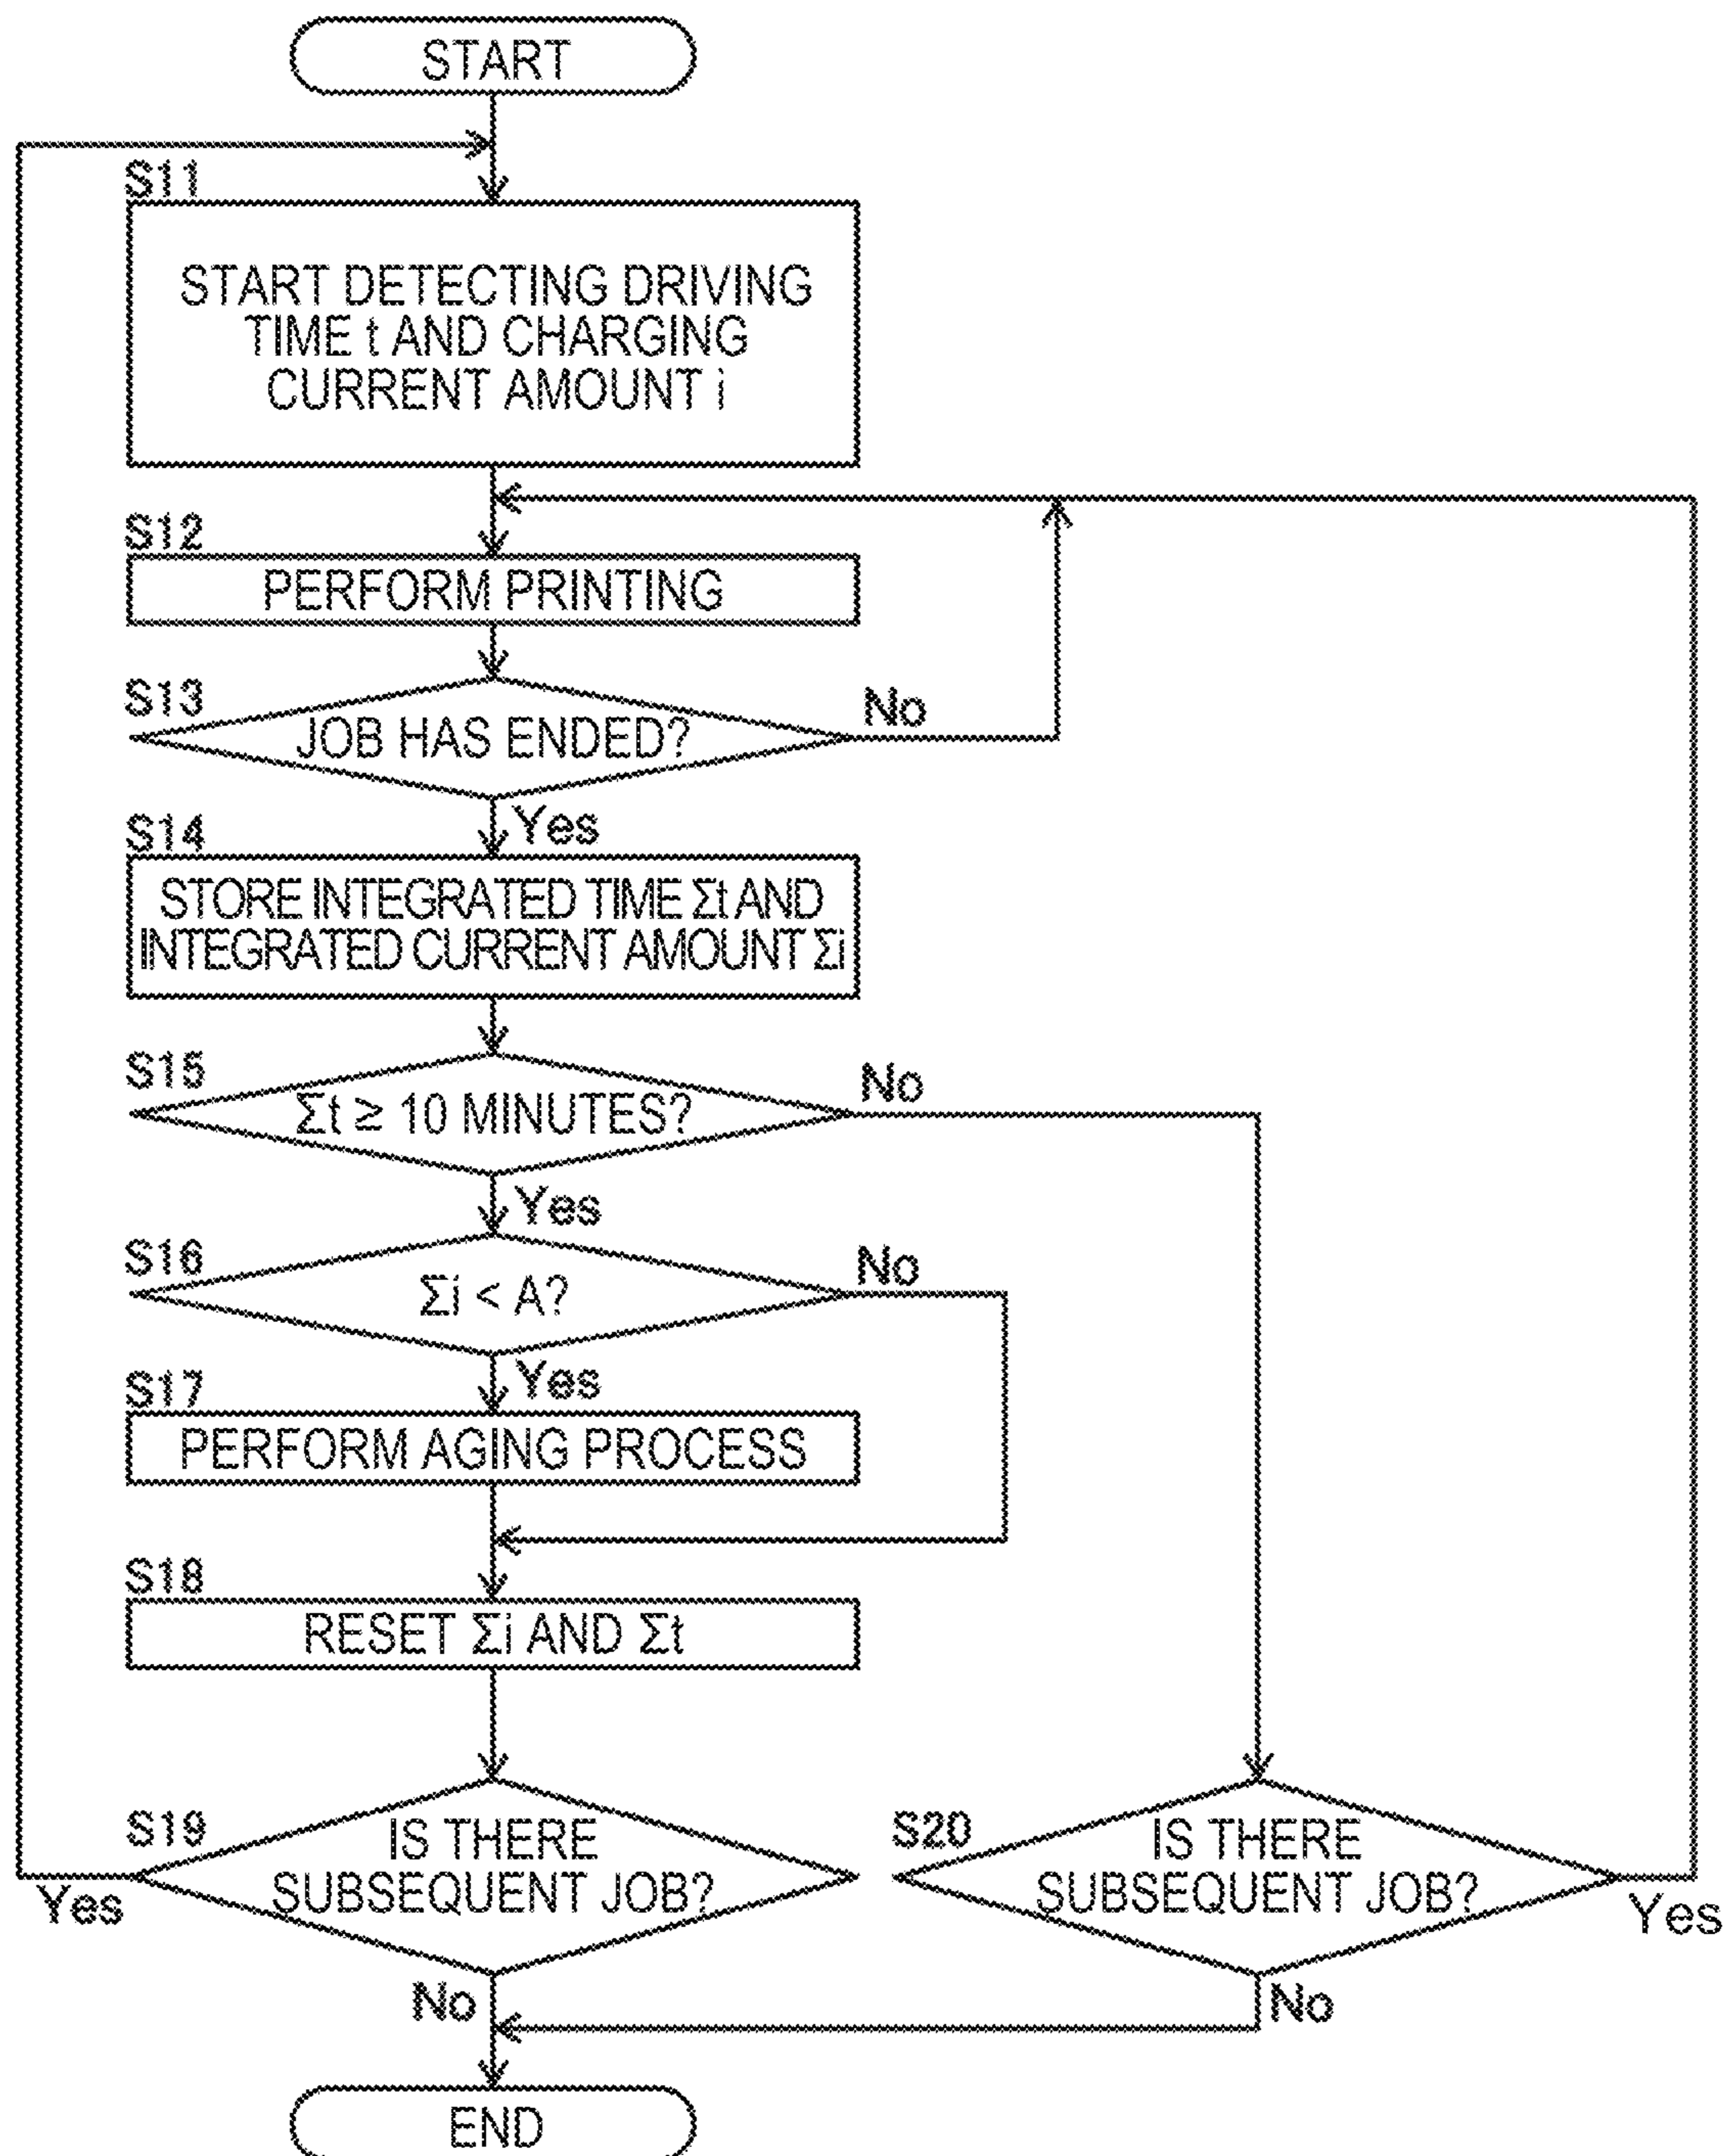 START
S11
START DETECTING DRIVING
TIME t AND CHARGING
CURRENT AMOUNT i
S12
PERFORM PRINTING
S13
JOB HAS ENDED?
No
Yes
S14
STORE INTEGRATED TIME Σt AND
INTEGRATED CURRENT AMOUNT Σi
S15
Σt ≥ 10 MINUTES?
No
Yes
S16
Σi < A?
No
Yes
S17
PERFORM AGING PROCESS
S18
RESET Σi AND Σt
S19
IS THERE
SUBSEQUENT JOB?
Yes
No
S20
IS THERE
SUBSEQUENT JOB?
Yes
No
END